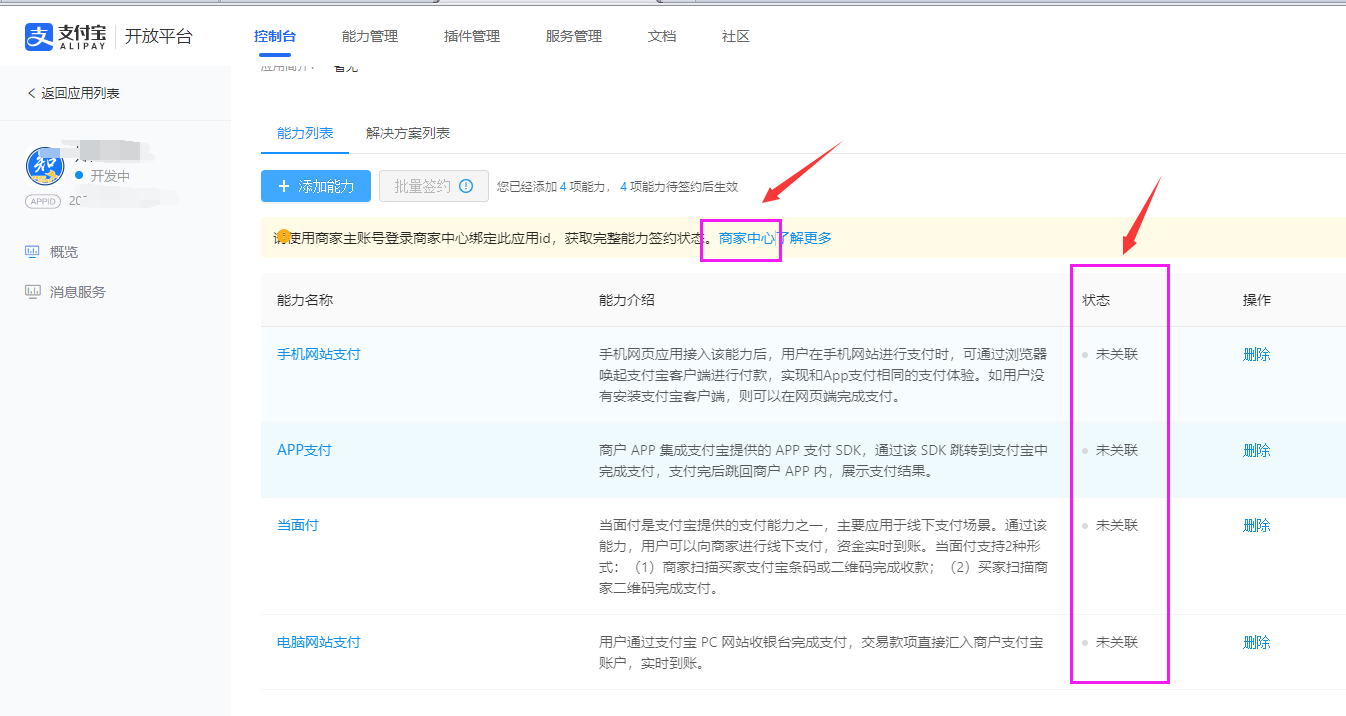 支付宝 ALIPAY 开放平台 控制台 能力管理 插件管理 服务管理 文档 社区
返回应用列表
知
开发中
APPID
概览
消息服务
能力列表 解决方案列表
+ 添加能力 批量签约 您已经添加 4 项能力, 4 项能力待签约后生效
使用商家主账号登录商家中心绑定此应用id,获取完整能力签约状态。商家中心 了解更多
能力名称 能力介绍 状态 操作
手机网站支付 手机网页应用接入该能力后,用户在手机网站进行支付时,可通过浏览器 未关联 删除
唤起支付宝客户端进行付款,实现和App支付相同的支付体验。如用户没
有安装支付宝客户端,则可以在网页端完成支付。
APP支付 商户 APP 集成支付宝提供的 APP 支付 SDK,通过该 SDK 跳转到支付宝中 未关联 删除
完成支付,支付完后跳回商户 APP 内,展示支付结果。
当面付 当面付是支付宝提供的支付能力之一,主要应用于线下支付场景。通过该 未关联 删除
能力,用户可以向商家进行线下支付,资金实时到账。当面付支持2种形
式:(1)商家扫描买家支付宝条码或二维码完成收款;(2)买家扫描商
家二维码完成支付。
电脑网站支付 用户通过支付宝 PC 网站收银台完成支付,交易款项直接汇入商户支付宝 未关联 删除
账户,实时到账。